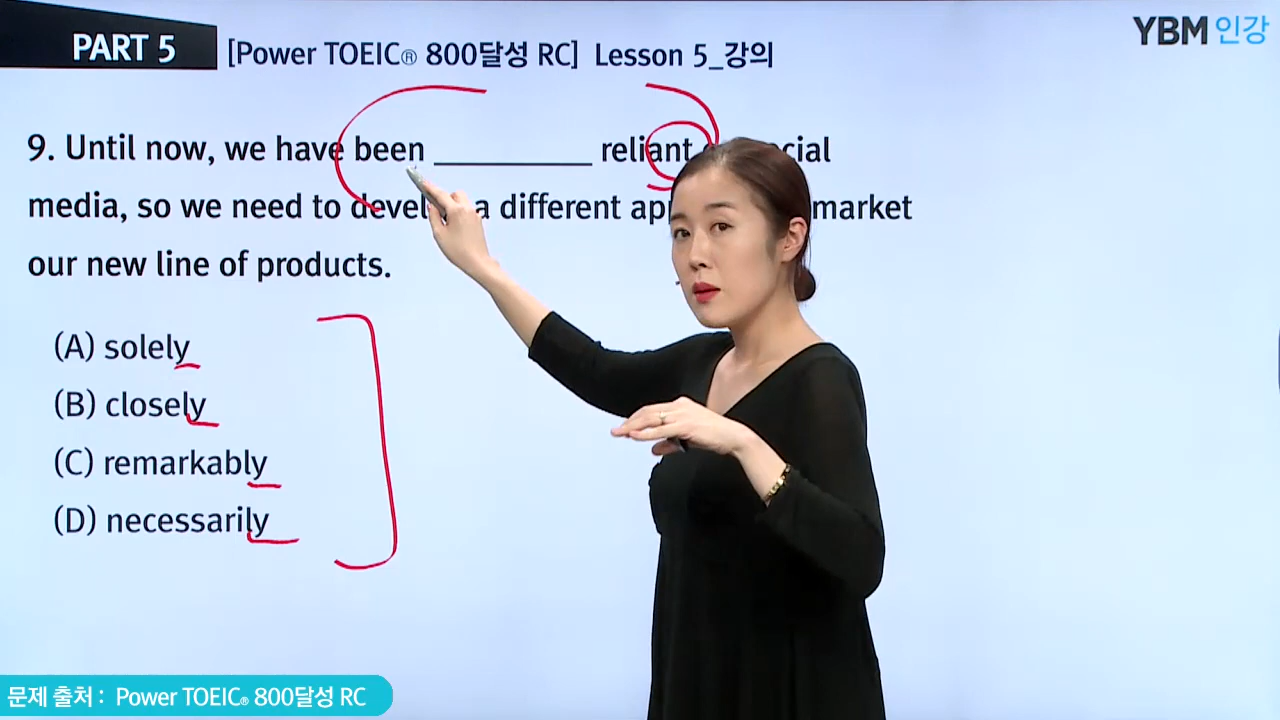 PART 5
[Power TOEIC® 800달성 RC] Lesson 5_강의
YBM 인강
9. Until now, we have been __________ reliant
media, so we need to a different market
our new line of products.
(A) solely
(B) closely
(C) remarkably
(D) necessarily
문제 출처 : Power TOEIC® 800달성 RC